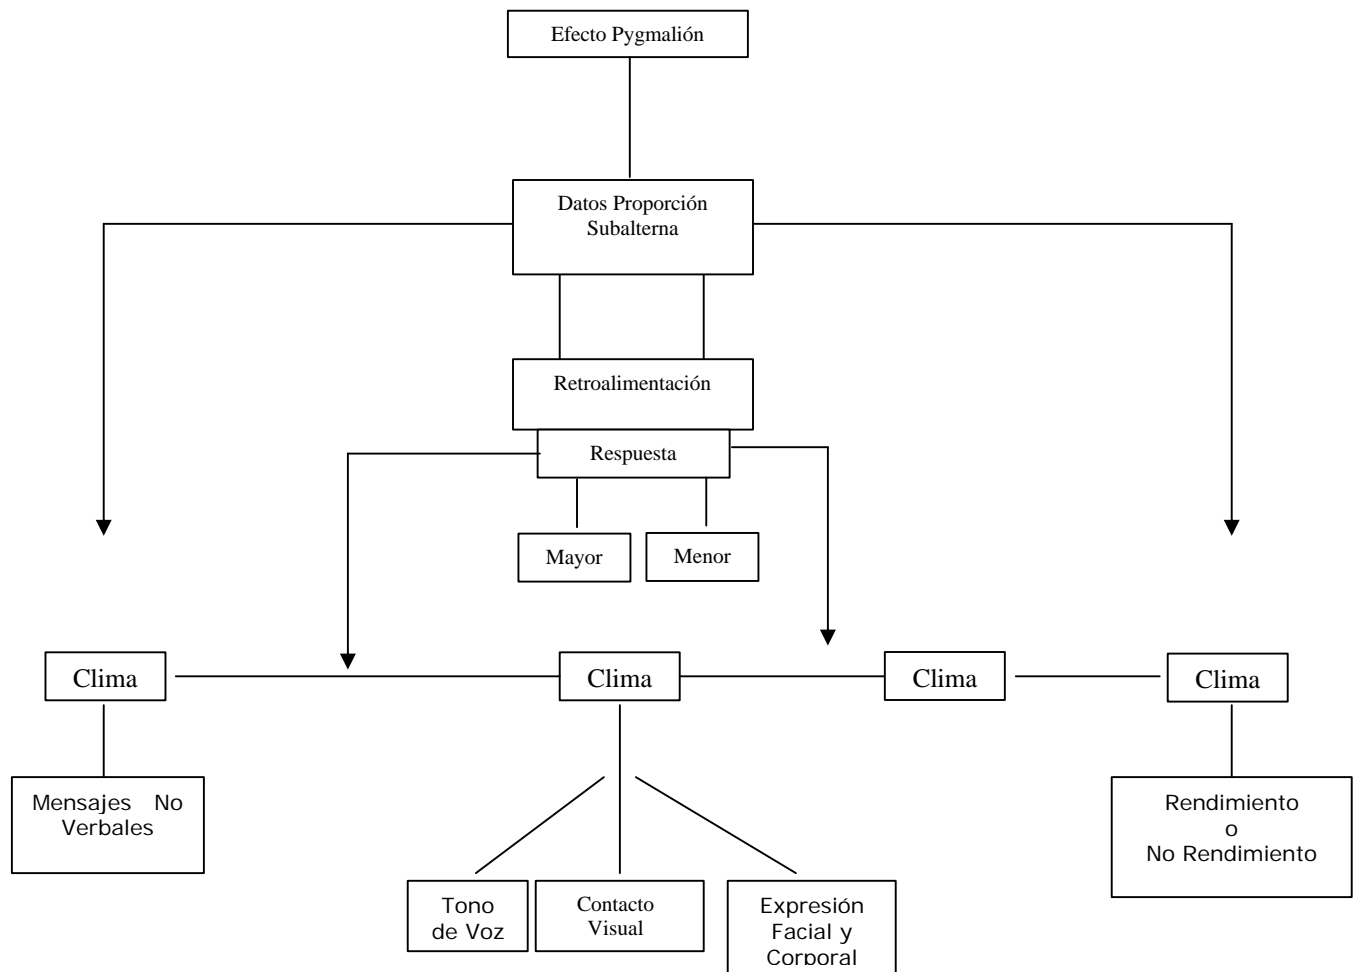 Efecto Pygmalión
Datos Proporción
Subalterna
Retroalimentación
Respuesta
Mayor
Menor
Clima
Clima
Clima
Clima
Mensajes No
Verbales
Rendimiento
o
No Rendimiento
Tono
de Voz
Contacto
Visual
Expresión
Facial y
Corporal